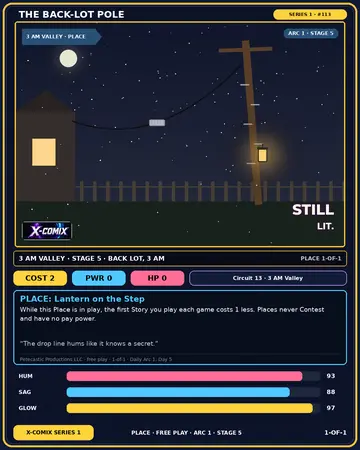 THE BACK-LOT POLE
SERIES 1 · #113
3 AM VALLEY · PLACE
ARC 1 · STAGE 5
STILL
LIT.
X-COMIX
3 AM VALLEY · STAGE 5 · BACK LOT, 3 AM
PLACE 1-OF-1
COST 2
PWR 0
HP 0
Circuit 13 · 3 AM Valley
PLACE: Lantern on the Step
While this Place is in play, the first Story you play each game costs 1 less. Places never Contest
and have no pay power.
"The drop line hums like it knows a secret."
Petecastic Productions LLC · Free play · 1-of-1 · Daily Arc 1, Day 5
HUM
93
SAG
88
GLOW
97
X-COMIX SERIES 1
PLACE · FREE PLAY · ARC 1 · STAGE 5
1-OF-1